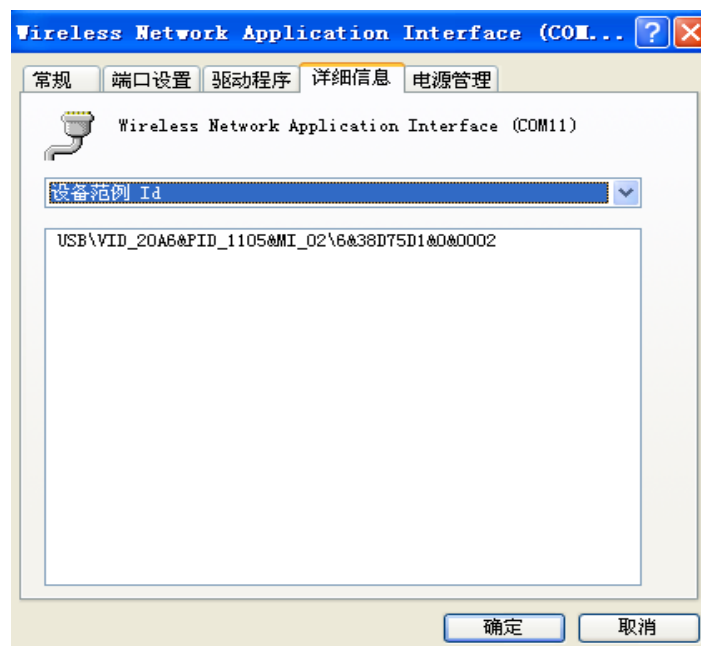 Wireless Network Application Interface (COM...
常规 端口设置 驱动程序 详细信息 电源管理
Wireless Network Application Interface (COM11)
设备范例 Id
USB\VID_20A6&PID_1105&MI_02\6&38D75D1&0&0002
确定 取消